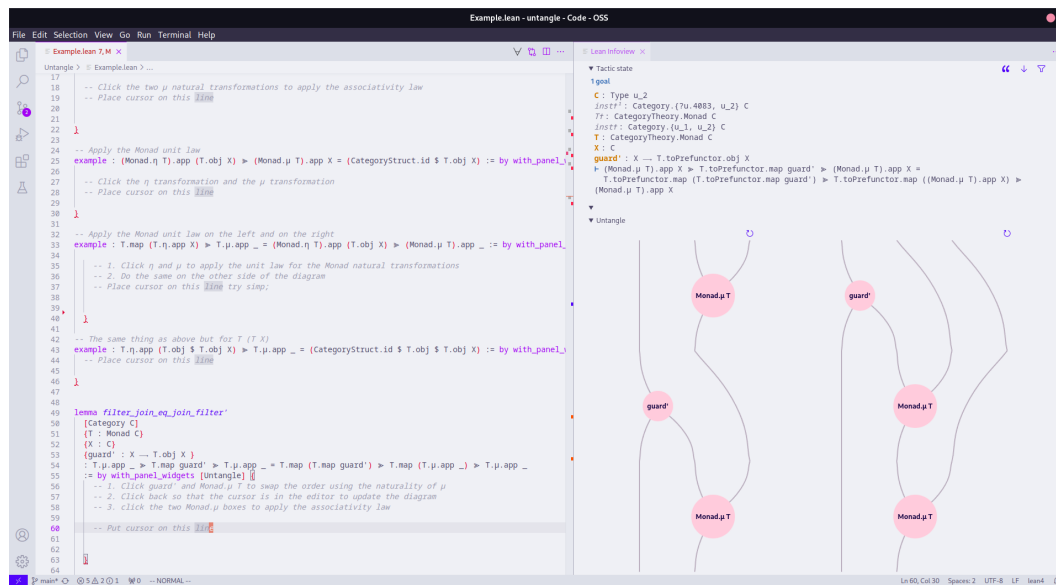 Example.lean - untangle - Code - OSS
File Edit Selection View Go Run Terminal Help
Example.lean 7, M
Untangle > Example.lean > ...
17
18 -- Click the two μ natural transformations to apply the associativity law
19 -- Place cursor on this line
20
21
22 }
23
24 -- Apply the Monad unit law
25 example : (Monad.η T).app (T.obj X) ≫ (Monad.μ T).app X = (CategoryStruct.id $ T.obj X) := by with_panel_w
26
27 -- Click the η transformation and the μ transformation
28 -- Place cursor on this line
29
30 }
31
32 -- Apply the Monad unit law on the left and on the right
33 example : T.map (T.η.app X) ≫ T.μ.app _ = (Monad.η T).app (T.obj X) ≫ (Monad.μ T).app _ := by with_panel_
34
35 -- 1. Click η and μ to apply the unit law for the Monad natural transformations
36 -- 2. Do the same on the other side of the diagram
37 -- Place cursor on this line try simp;
38
39
40 }
41
42 -- The same thing as above but for T (T X)
43 example : T.η.app (T.obj $ T.obj X) ≫ T.μ.app _ = (CategoryStruct.id $ T.obj $ T.obj X) := by with_panel_w
44 -- Place cursor on this line
45
46 }
47
48
49 lemma filter_join_eq_join_filter'
50 [Category C]
51 {T : Monad C}
52 {X : C}
53 {guard' : X ⟶ T.obj X }
54 : T.μ.app _ ≫ T.map guard' ≫ T.μ.app _ = T.map (T.map guard') ≫ T.map (T.μ.app _) ≫ T.μ.app _
55 := by with_panel_widgets [Untangle] {
56 -- 1. Click guard' and Monad.μ T to swap the order using the naturality of μ
57 -- 2. Click back so that the cursor is in the editor to update the diagram
58 -- 3. click the two Monad.μ boxes to apply the associativity law
59
60 -- Put cursor on this line
61
62
63 }
64
Lean Infoview
Tactic state
1 goal
C : Type u_2
inst✝¹ : Category.{?u.4083, u_2} C
T✝ : CategoryTheory.Monad C
inst✝ : Category.{u_1, u_2} C
T : CategoryTheory.Monad C
X : C
guard' : X ⟶ T.toPrefunctor.obj X
⊢ (Monad.μ T).app X ≫ T.toPrefunctor.map guard' ≫ (Monad.μ T).app X =
T.toPrefunctor.map (T.toPrefunctor.map guard') ≫ T.toPrefunctor.map ((Monad.μ T).app X) ≫
(Monad.μ T).app X
Untangle
Monad.μ T
guard'
guard'
Monad.μ T
Monad.μ T
Monad.μ T
2
main* 5 2 1 0 -- NORMAL --
Ln 60, Col 30 Spaces: 2 UTF-8 LF lean4